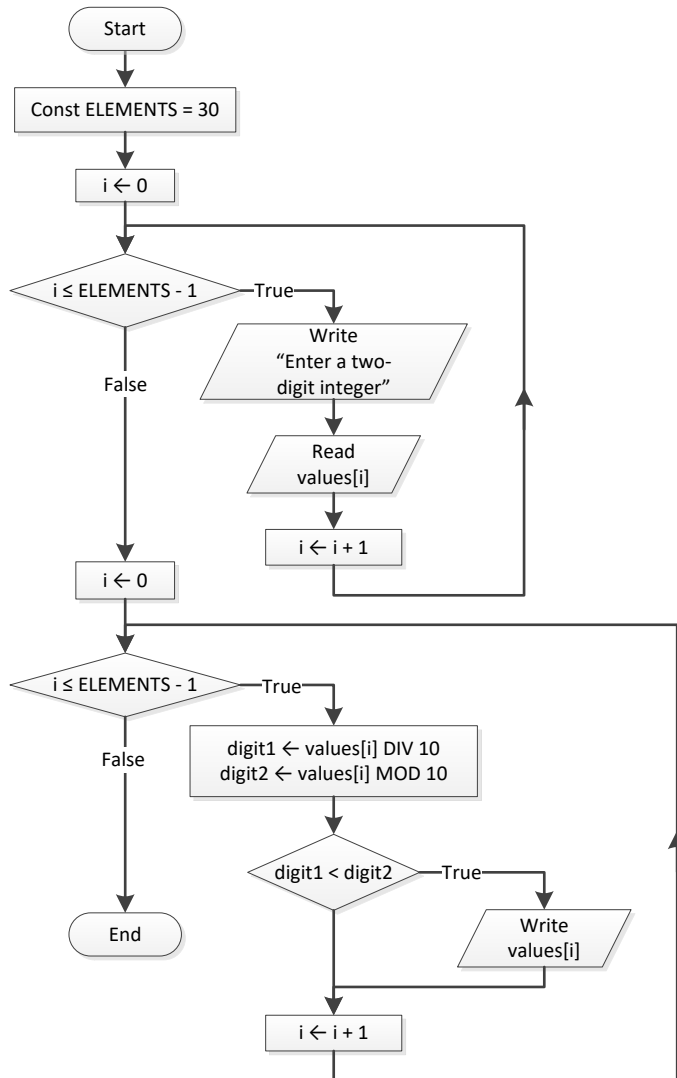 Start
Const ELEMENTS = 30
i ← 0
i ≤ ELEMENTS - 1
True
Write
“Enter a two-
digit integer”
False
Read
values[i]
i ← i + 1
i ← 0
i ≤ ELEMENTS - 1
True
digit1 ← values[i] DIV 10
digit2 ← values[i] MOD 10
False
digit1 < digit2
True
Write
values[i]
End
i ← i + 1